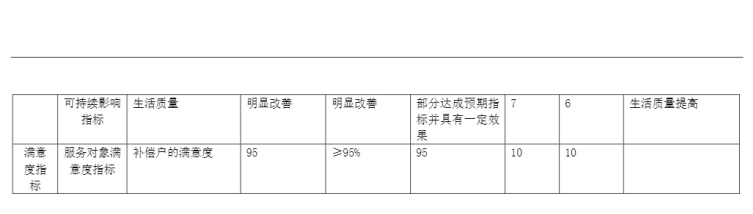 可持续影响 生活质量 明显改善 明显改善 部分达成预期指 7 6 生活质量提高
指标 标并具有一定效
果
满意 服务对象满 补偿户的满意度 95 ≥95% 95 10 10
度指 意度指标
标